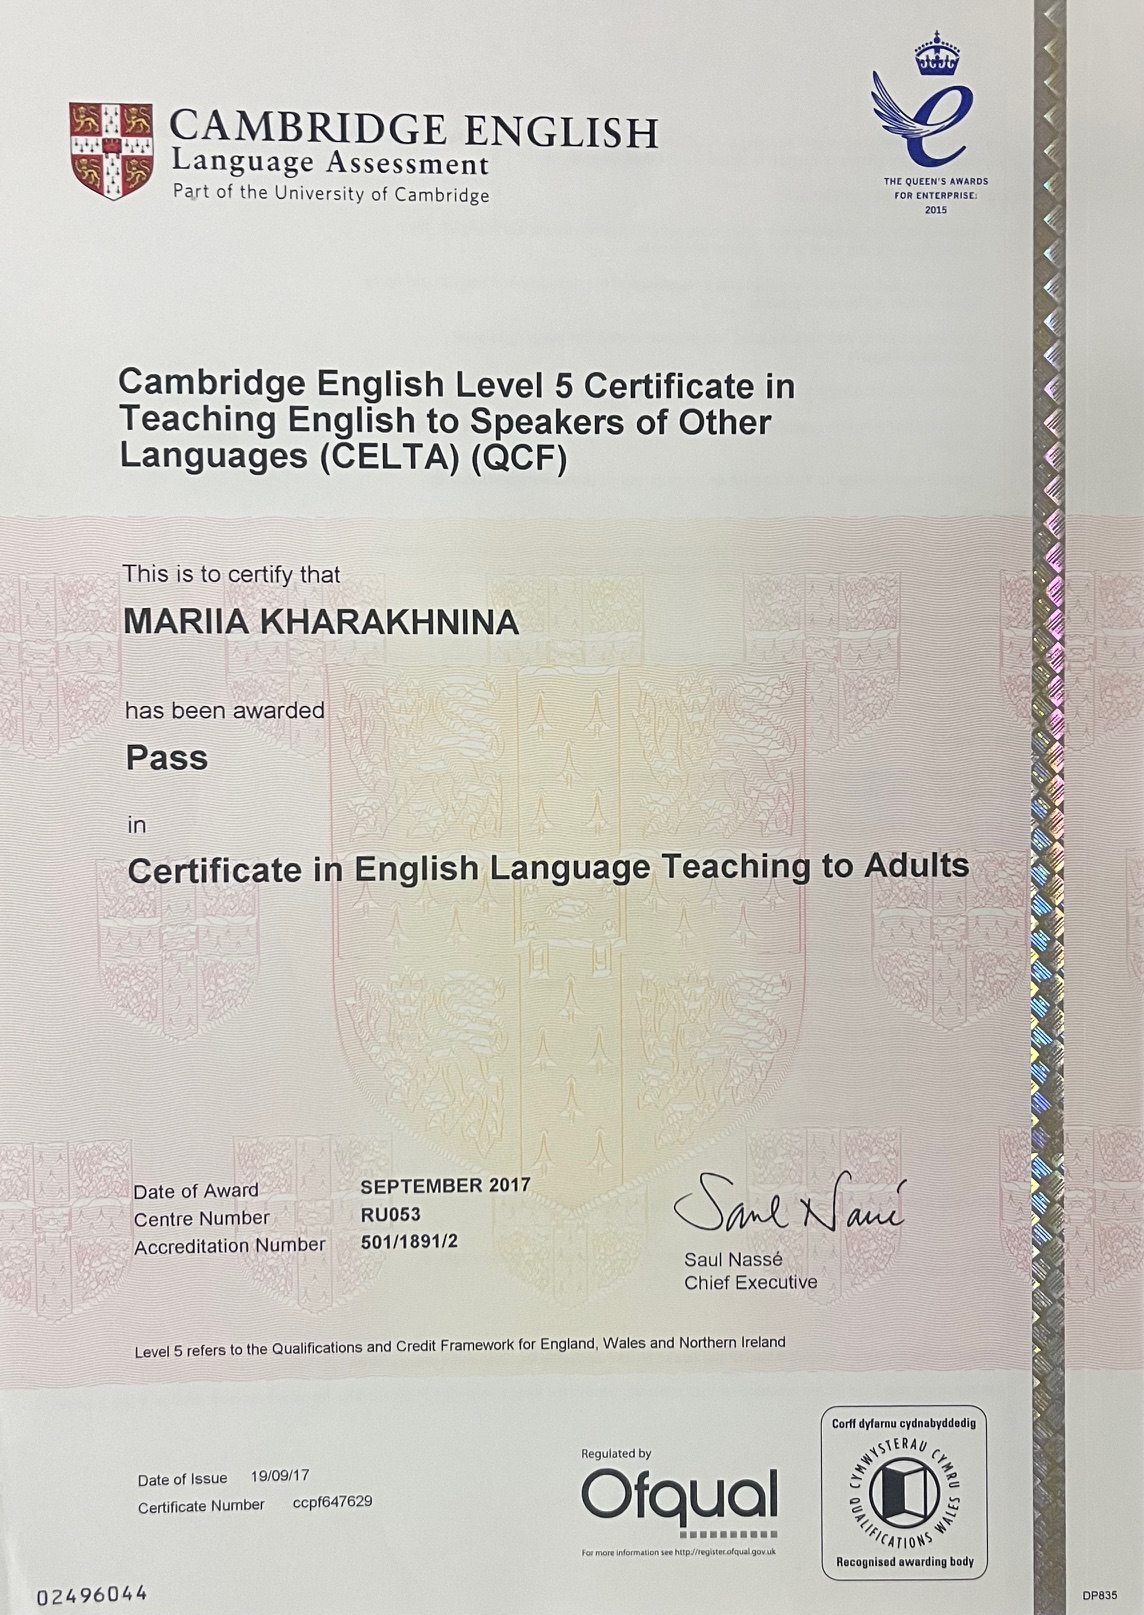 CAMBRIDGE ENGLISH
Language Assessment
Part of the University of Cambridge
THE QUEEN'S AWARDS
FOR ENTERPRISE:
2015
Cambridge English Level 5 Certificate in
Teaching English to Speakers of Other
Languages (CELTA) (QCF)
This is to certify that
MARIIA KHARAKHNINA
has been awarded
Pass
in
Certificate in English Language Teaching to Adults
Date of Award SEPTEMBER 2017
Centre Number RU053
Accreditation Number 501/1891/2
Saul Nassé
Saul Nassé
Chief Executive
Level 5 refers to the Qualifications and Credit Framework for England, Wales and Northern Ireland
Date of Issue 19/09/17
Certificate Number ccpf647629
Regulated by
Ofqual
For more information see http://register.ofqual.gov.uk
Corff dyfarnu cydnabyddedig
CYMWYSTERAU CYMRU
QUALIFICATIONS WALES
Recognised awarding body
02496044
DP835